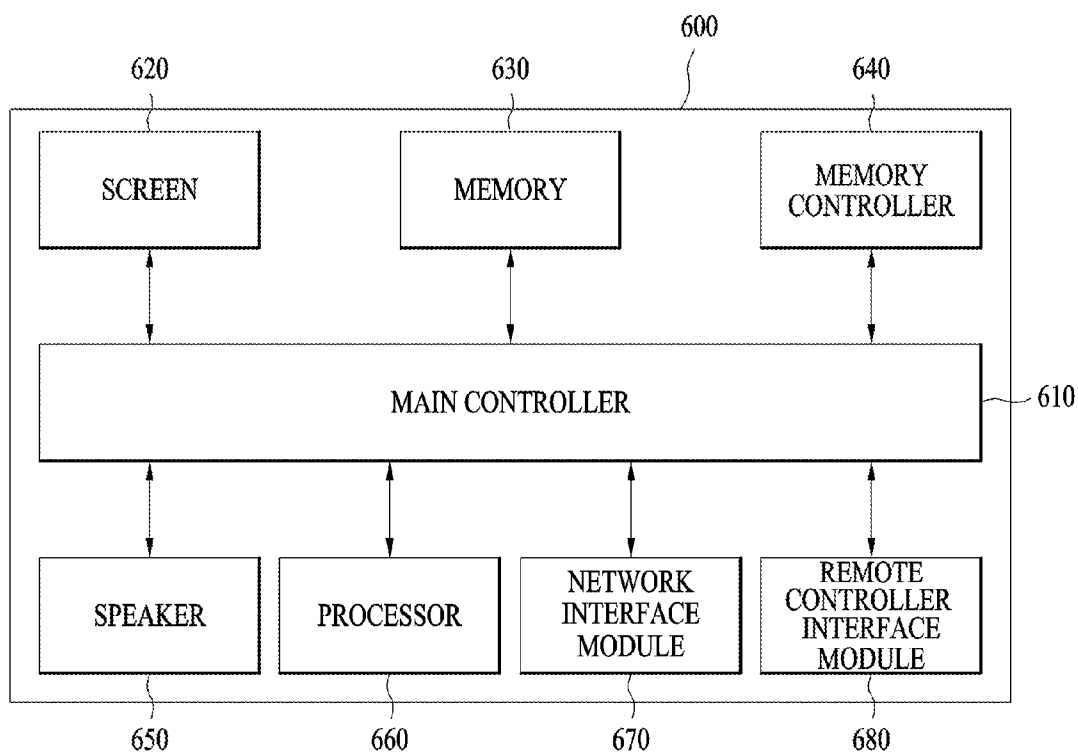 600
620
630
640
SCREEN
MEMORY
MEMORY
CONTROLLER
MAIN CONTROLLER
610
SPEAKER
PROCESSOR
NETWORK
INTERFACE
MODULE
REMOTE
CONTROLLER
INTERFACE
MODULE
650
660
670
680